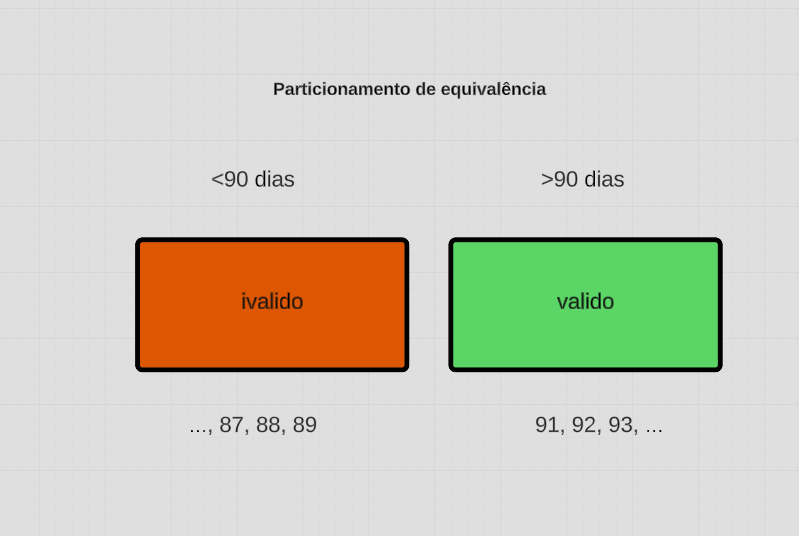 Particionamento de equivalência
<90 dias
>90 dias
ivalido
valido
..., 87, 88, 89
91, 92, 93, ...